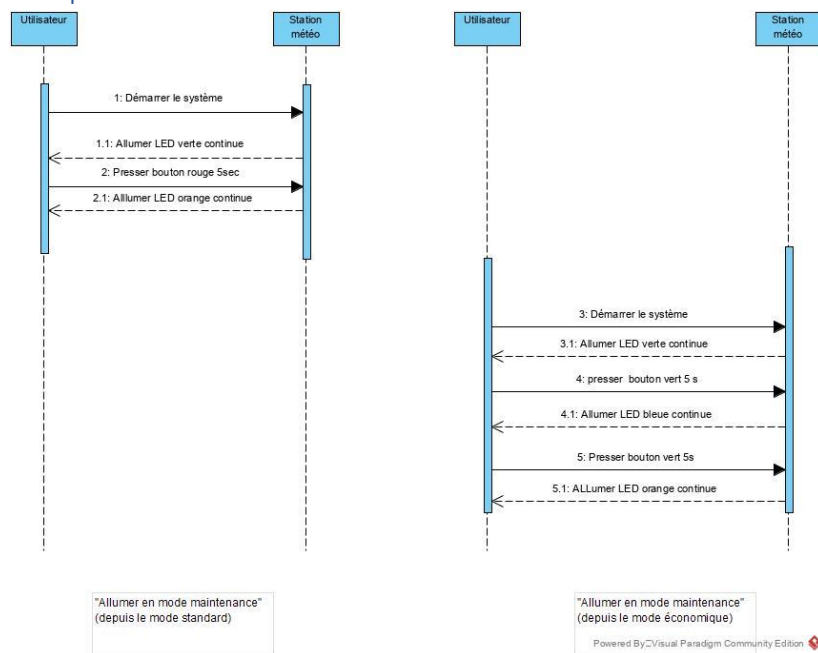 Utilisateur
Station
météo
1: Démarrer le système
1.1: Allumer LED verte continue
2: Presser bouton rouge 5sec
2.1: Alllumer LED orange continue
"Allumer en mode maintenance"
(depuis le mode standard)
Utilisateur
Station
météo
3: Démarrer le système
3.1: Allumer LED verte continue
4: presser bouton vert 5 s
4.1: Allumer LED bleue continue
5: Presser bouton vert 5s
5.1: ALLumer LED orange continue
"Allumer en mode maintenance"
(depuis le mode économique)
Powered By Visual Paradigm Community Edition